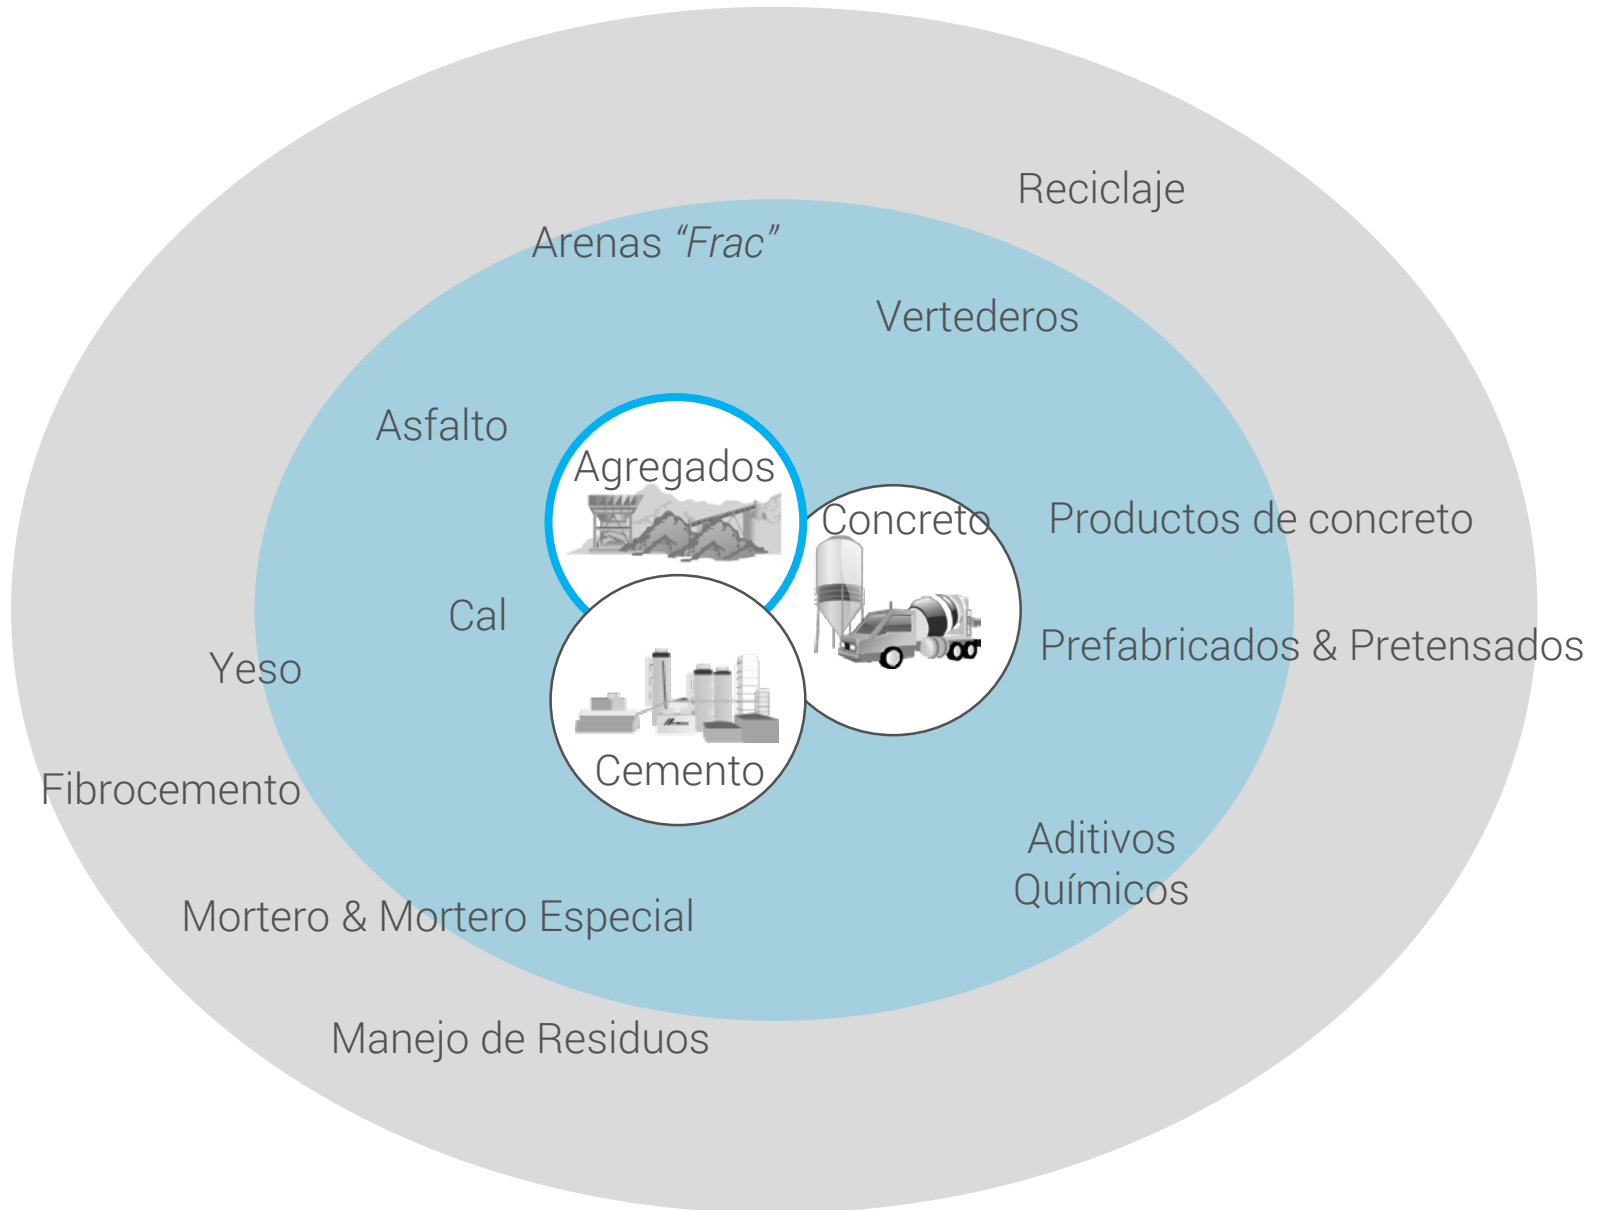 Reciclaje
Arenas “Frac”
Vertederos
Asfalto
Agregados
Concreto
Productos de concreto
Cal
Prefabricados & Pretensados
Yeso
Cemento
Fibrocemento
Aditivos
Químicos
Mortero & Mortero Especial
Manejo de Residuos